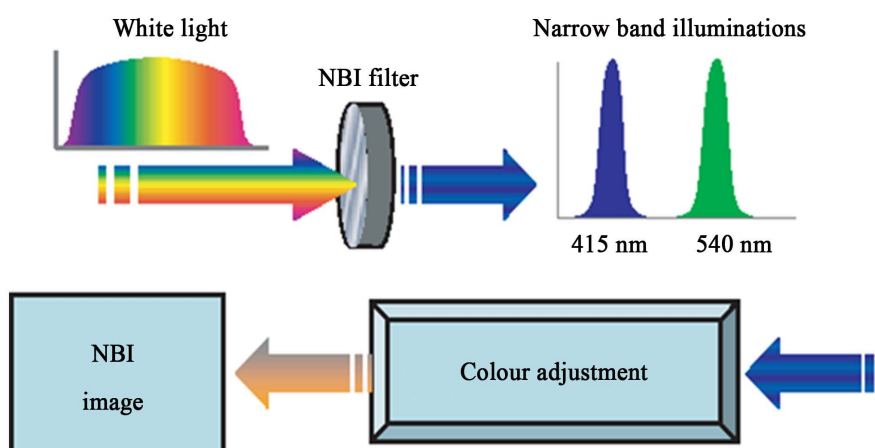 White light
NBI filter
Narrow band illuminations
415 nm
540 nm
NBI
image
Colour adjustment